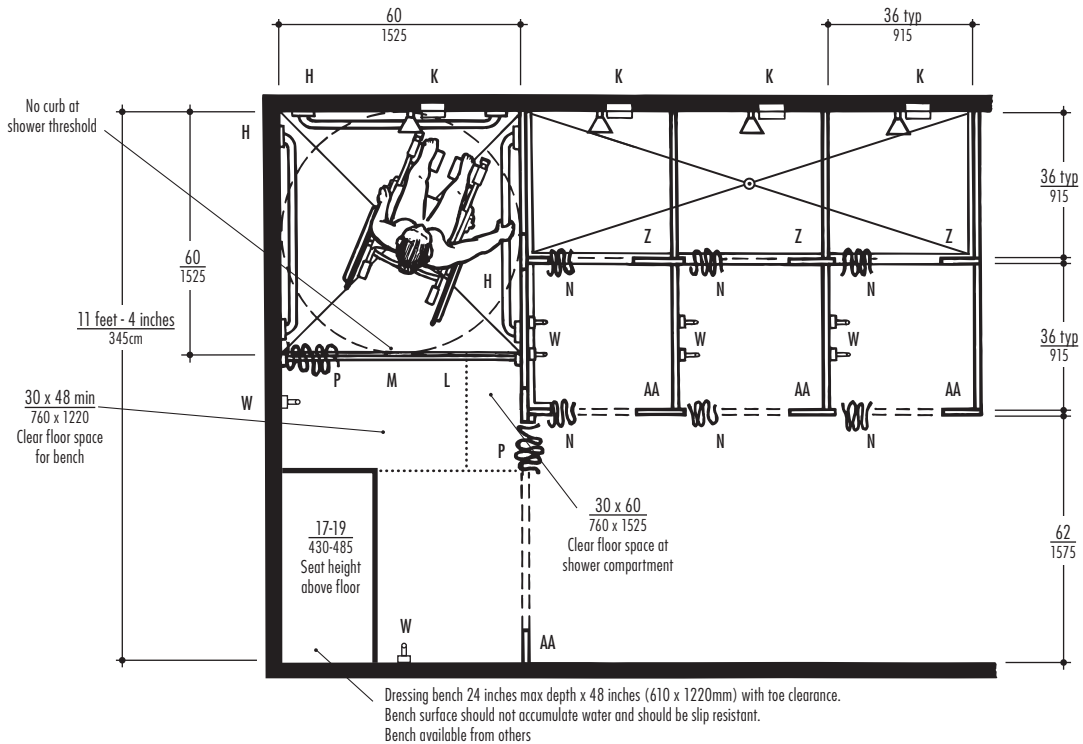 60
1525
36 typ
915
H
K
K
K
K
No curb at
shower threshold
H
36 typ
915
60
1525
Z
Z
Z
H
N
N
N
11 feet - 4 inches
345cm
W
W
W
36 typ
915
P
M
L
30 x 48 min
760 x 1220
Clear floor space
for bench
W
AA
AA
AA
N
N
N
P
30 x 60
760 x 1525
Clear floor space at
shower compartment
17-19
430-485
Seat height
above floor
62
1575
W
AA
Dressing bench 24 inches max depth x 48 inches (610 x 1220mm) with toe clearance.
Bench surface should not accumulate water and should be slip resistant.
Bench available from others